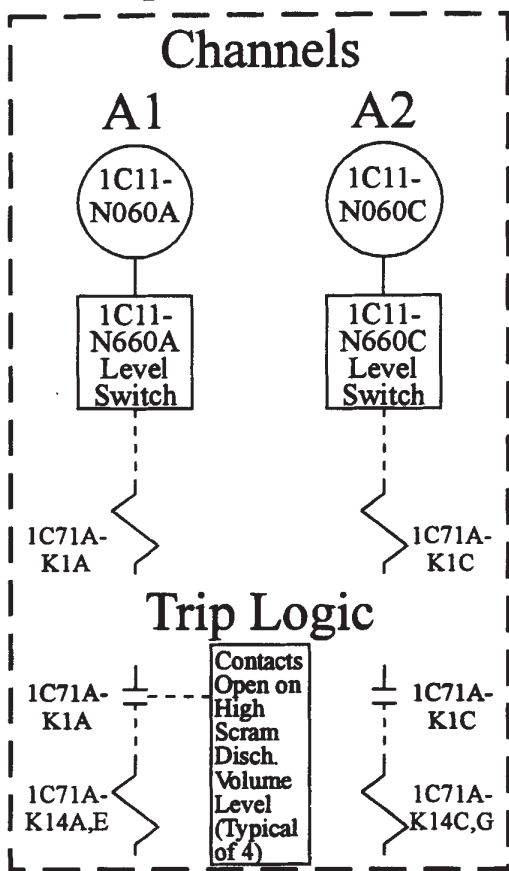 Channels
A1
A2
1C11-
N060A
1C11-
N060C
1C11-
N660A
Level
Switch
1C11-
N660C
Level
Switch
1C71A-
K1A
1C71A-
K1C
Trip Logic
1C71A-
K1A
Contacts
Open on
High
Scram
Disch.
Volume
Level
(Typical
of 4)
1C71A-
K1C
1C71A-
K14A,E
1C71A-
K14C,G